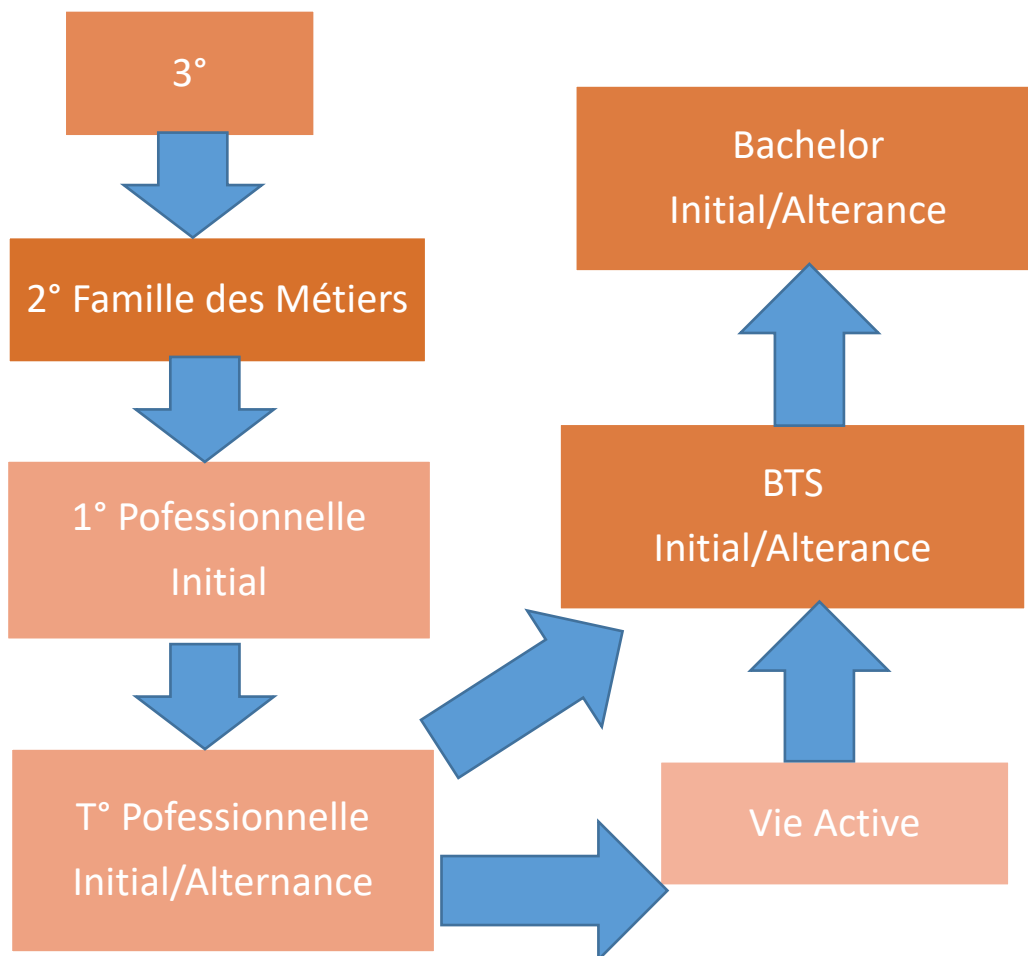 3°
2° Famille des Métiers
1° Pofessionnelle
Initial
T° Pofessionnelle
Initial/Alternance
Bachelor
Initial/Alterance
BTS
Initial/Alterance
Vie Active